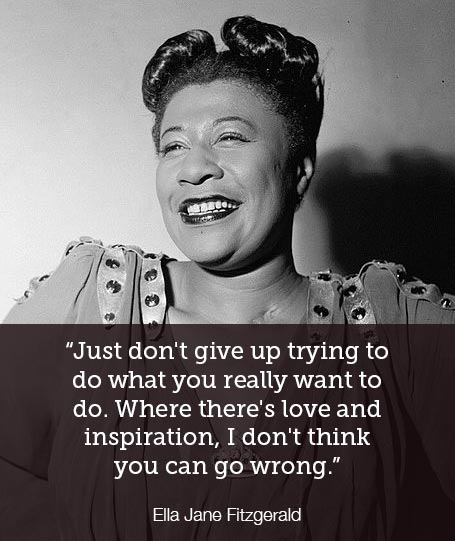 “Just don't give up trying to
do what you really want to
do. Where there's love and
inspiration, I don't think
you can go wrong.”
Ella Jane Fitzgerald